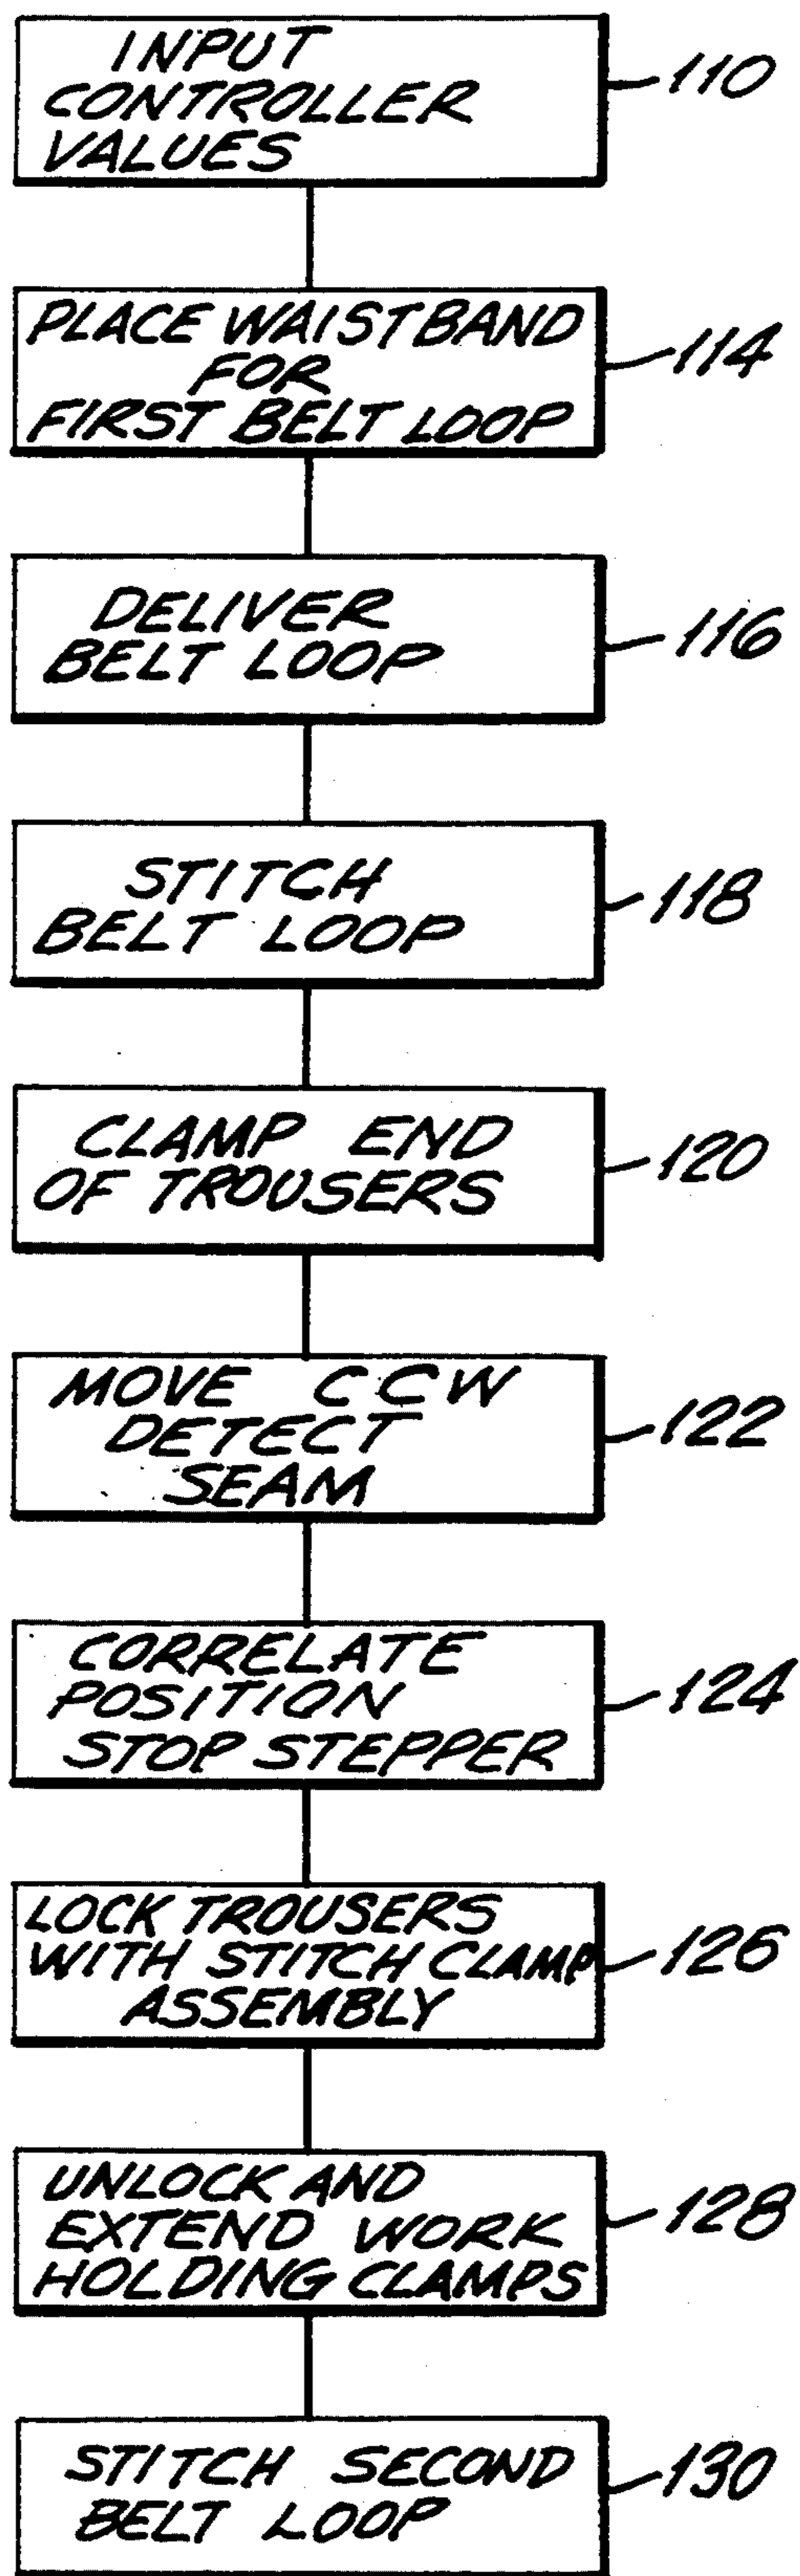 INPUT
CONTROLLER
VALUES
110
PLACE WAISTBAND
FOR
FIRST BELT LOOP
114
DELIVER
BELT LOOP
116
STITCH
BELT LOOP
118
CLAMP END
OF TROUSERS
120
MOVE CCW
DETECT
SEAM
122
CORRELATE
POSITION
STOP STEPPER
124
LOCK TROUSERS
WITH STITCH CLAMP
ASSEMBLY
126
UNLOCK AND
EXTEND WORK
HOLDING CLAMPS
128
STITCH SECOND
BELT LOOP
130